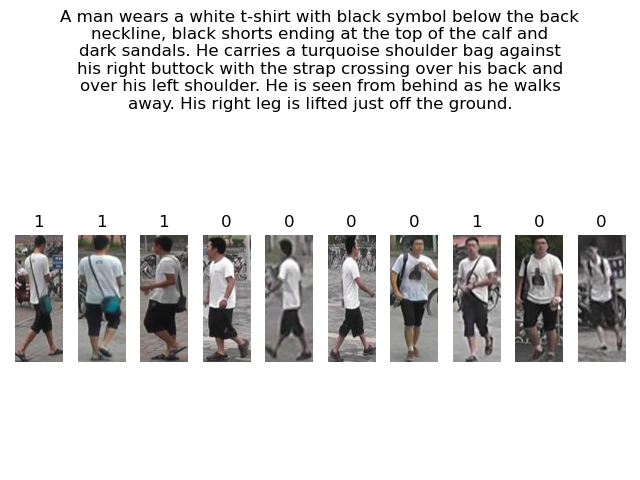 A man wears a white t-shirt with black symbol below the back
neckline, black shorts ending at the top of the calf and
dark sandals. He carries a turquoise shoulder bag against
his right buttock with the strap crossing over his back and
over his left shoulder. He is seen from behind as he walks
away. His right leg is lifted just off the ground.
1 1 1 0 0 0 0 1 0 0